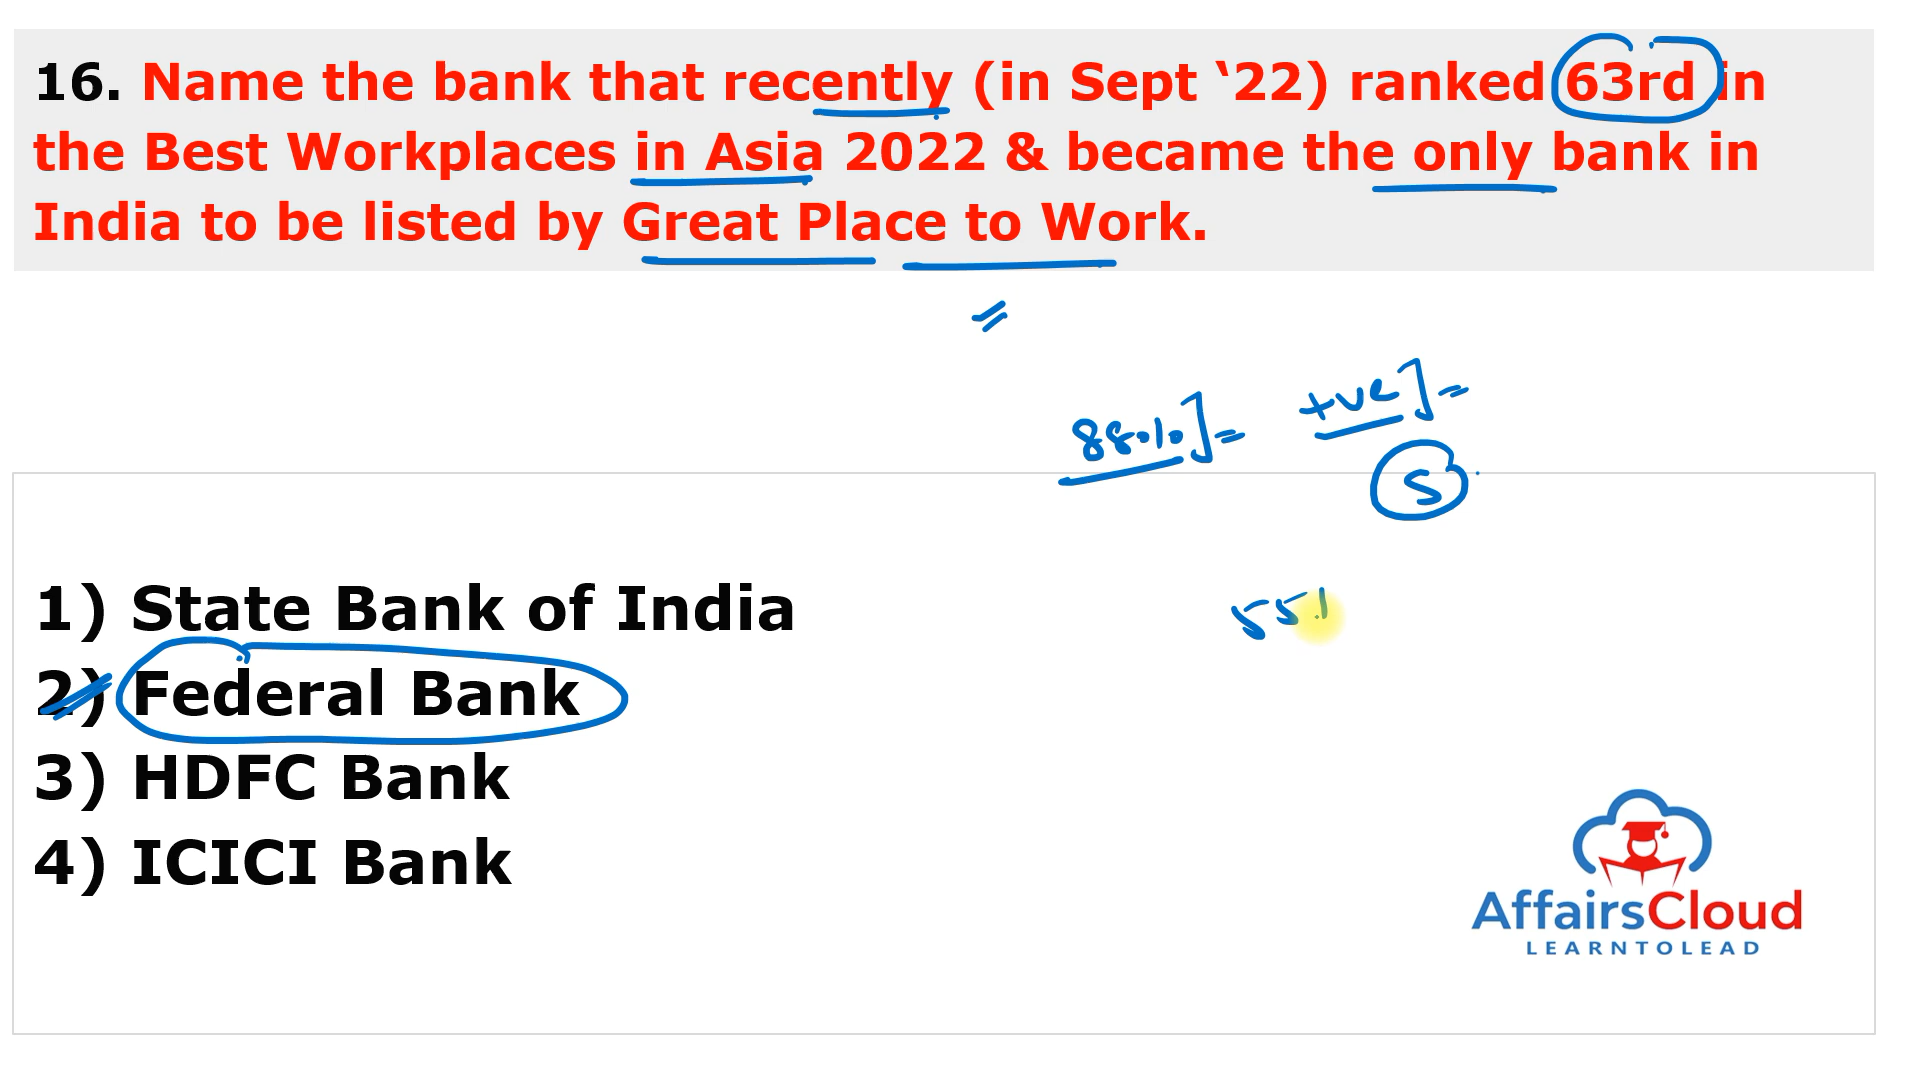 16. Name the bank that recently (in Sept ‘22) ranked 63rd in
the Best Workplaces in Asia 2022 & became the only bank in
India to be listed by Great Place to Work.
88% ] =
+ve ] =
5
55
1) State Bank of India
2) Federal Bank
3) HDFC Bank
4) ICICI Bank
AffairsCloud
LEARNTOLEAD